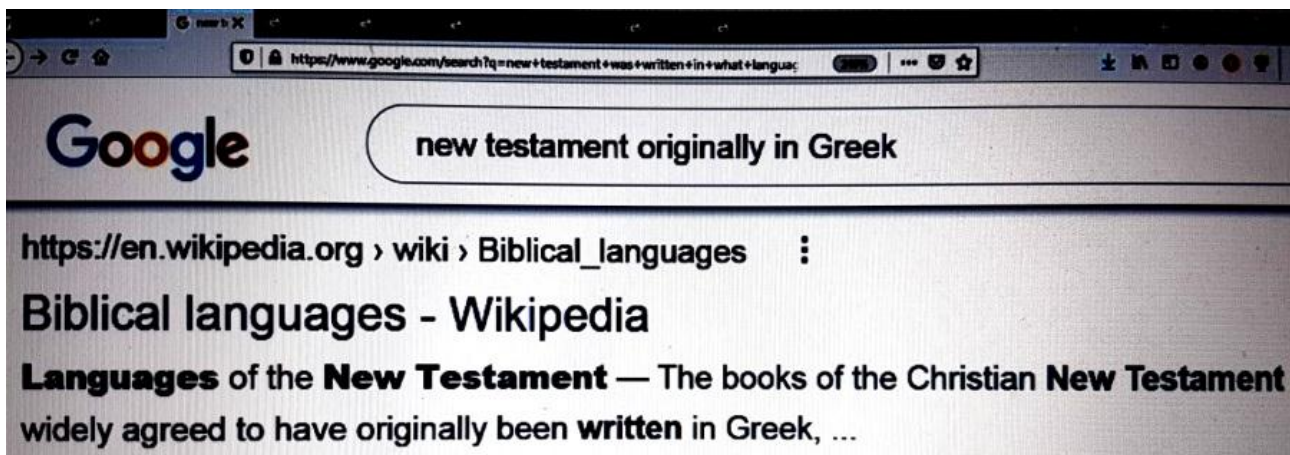 https://www.google.com/search?q=new+testament+was+written+in+what+languag
Google
new testament originally in Greek
https://en.wikipedia.org › wiki › Biblical_languages
Biblical languages - Wikipedia
Languages of the New Testament — The books of the Christian New Testament
widely agreed to have originally been written in Greek, ...